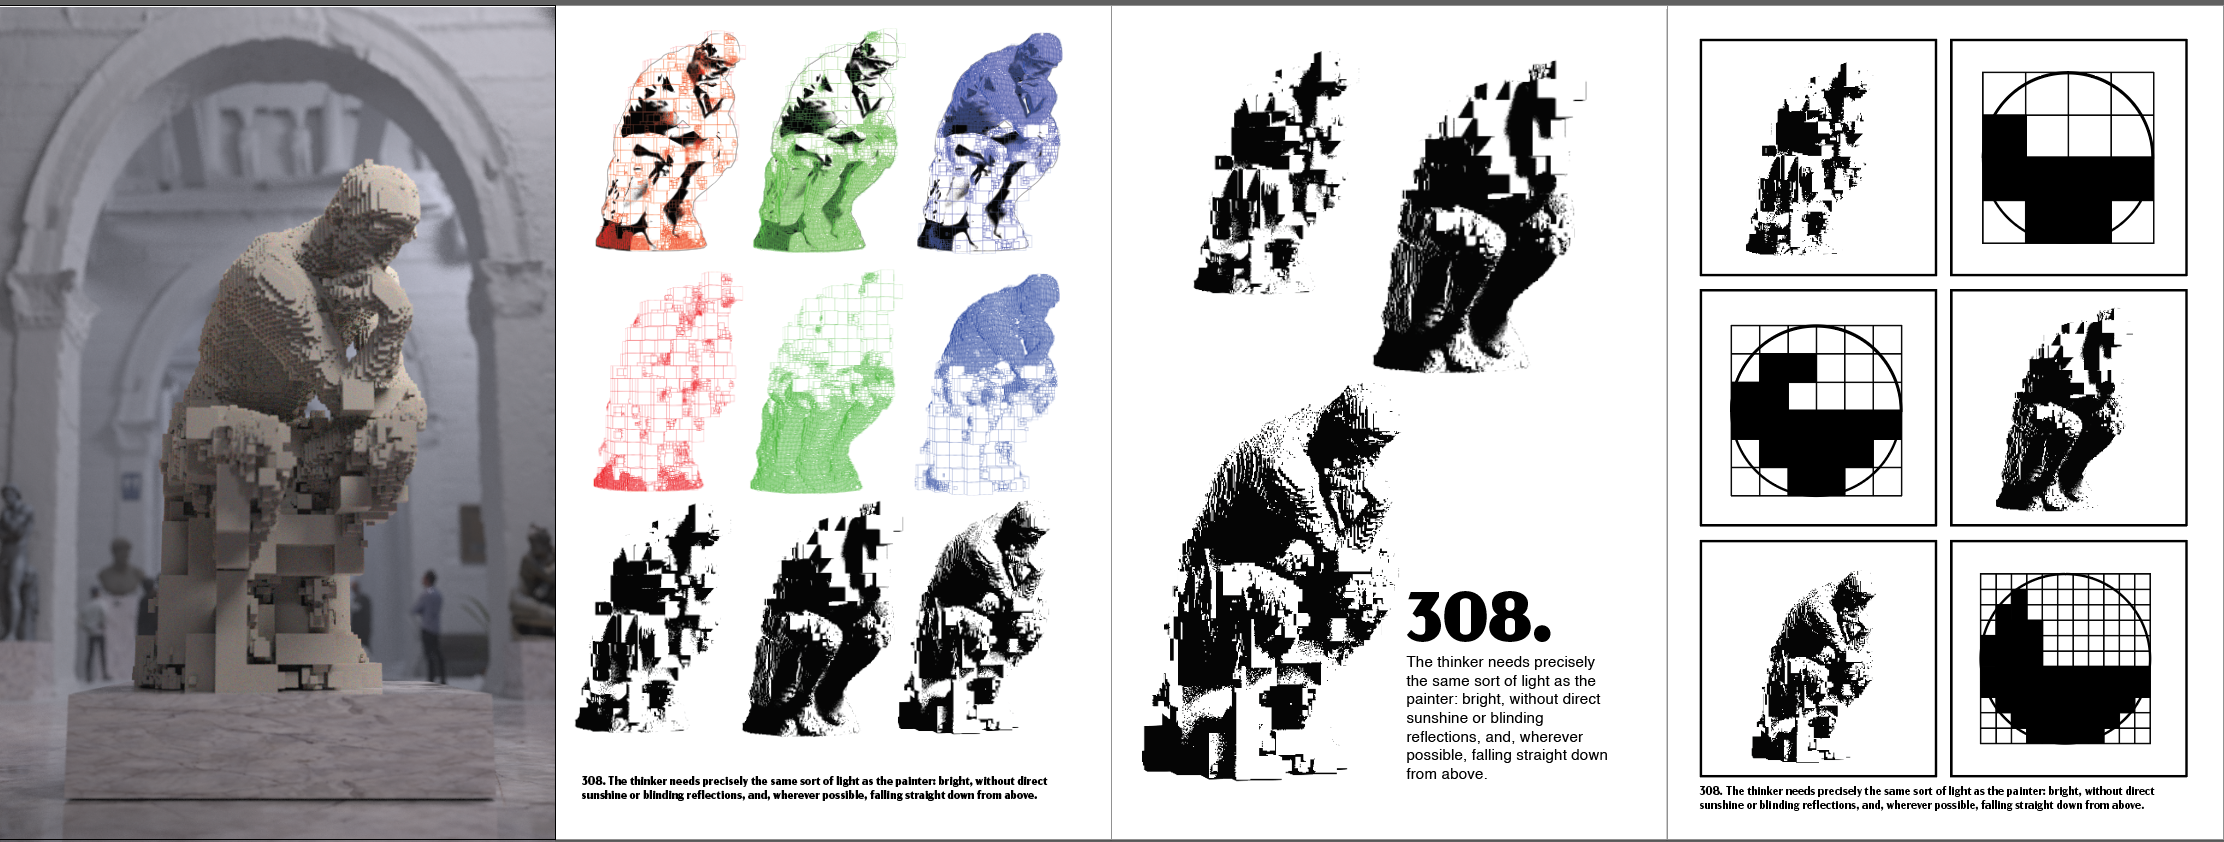 308. The thinker needs precisely the same sort of light as the painter: bright, without direct
sunshine or blinding reflections, and, wherever possible, falling straight down from above.
308.
The thinker needs precisely
the same sort of light as the
painter: bright, without direct
sunshine or blinding
reflections, and, wherever
possible, falling straight down
from above.
308. The thinker needs precisely the same sort of light as the painter: bright, without direct
sunshine or blinding reflections, and, wherever possible, falling straight down from above.